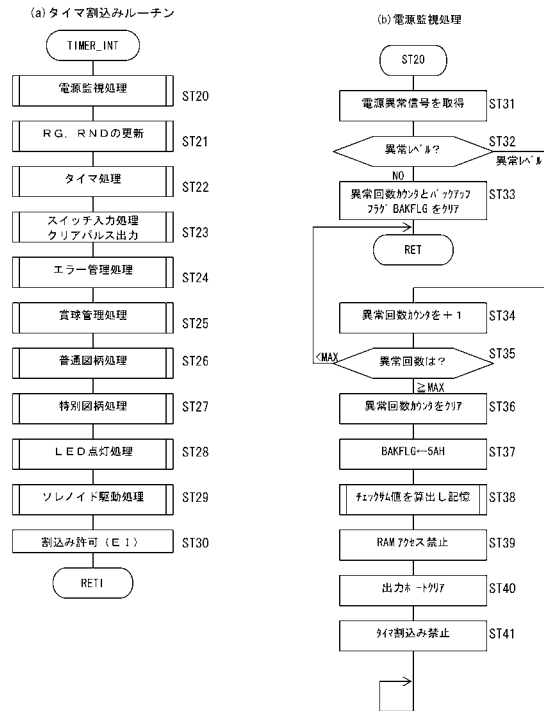 (a)タイマ割込みルーチン
TIMER_INT
電源監視処理
ST20
RG, RNDの更新
ST21
タイマ処理
ST22
スイッチ入力処理
クリアパルス出力
ST23
エラー管理処理
ST24
賞球管理処理
ST25
普通図柄処理
ST26
特別図柄処理
ST27
LED点灯処理
ST28
ソレノイド駆動処理
ST29
割込み許可(EI)
ST30
RETI
(b)電源監視処理
ST20
電源異常信号を取得
ST31
異常ﾚﾍﾞﾙ?
ST32
異常ﾚﾍﾞﾙ
NO
異常回数ｶｳﾝﾀとﾊﾞｯｸｱｯﾌﾟ
ﾌﾗｸﾞBAKFLGをｸﾘｱ
ST33
RET
異常回数ｶｳﾝﾀを+1
ST34
異常回数は?
ST35
<MAX
≧MAX
異常回数ｶｳﾝﾀをｸﾘｱ
ST36
BAKFLG←5AH
ST37
ﾁｪｯｸｻﾑ値を算出し記憶
ST38
RAMｱｸｾｽ禁止
ST39
出力ﾎﾟｰﾄｸﾘｱ
ST40
ﾀｲﾏ割込み禁止
ST41